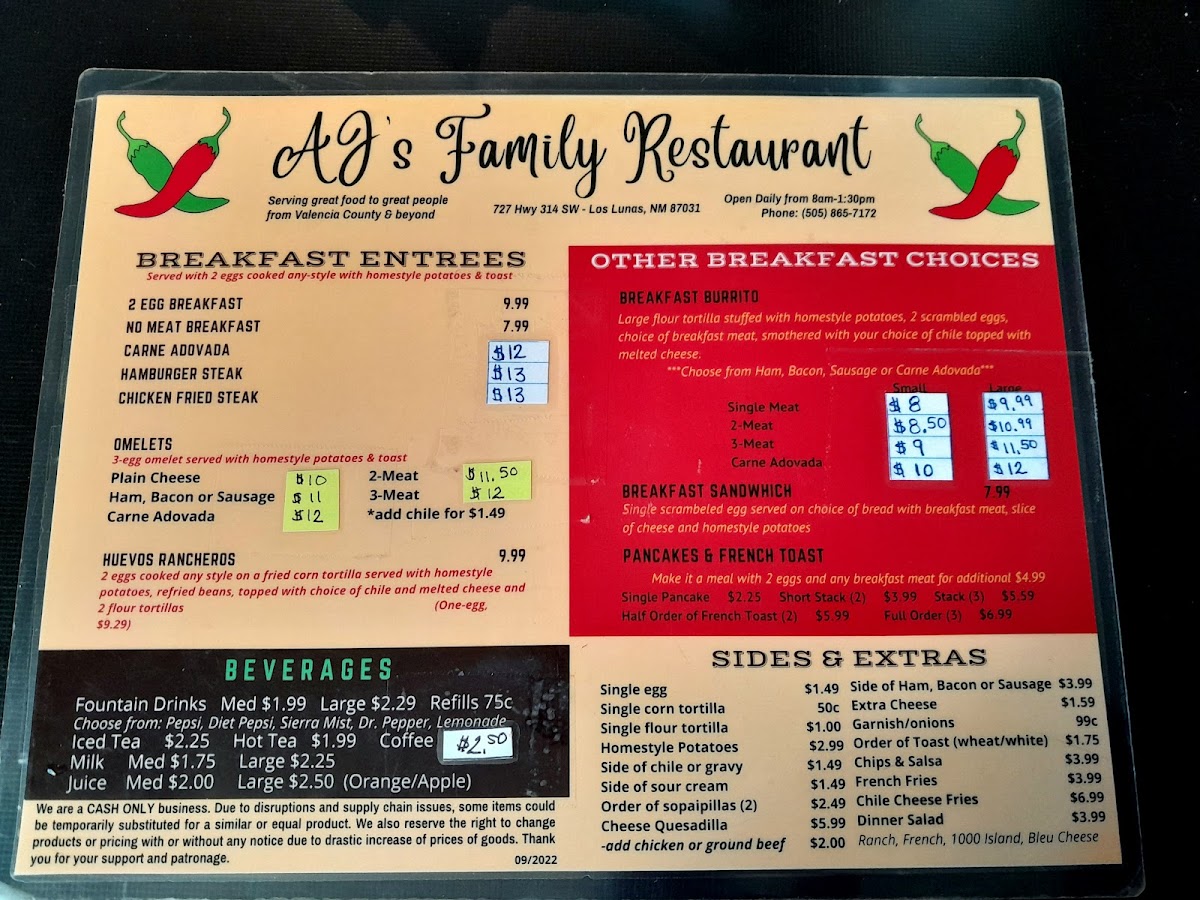 AJ's Family Restaurant
Serving great food to great people
from Valencia County & beyond
727 Hwy 314 SW - Los Lunas, NM 87031
Open Daily from 8am-1:30pm
Phone: (505) 865-7172
BREAKFAST ENTREES
Served with 2 eggs cooked any-style with homestyle potatoes & toast
2 EGG BREAKFAST 9.99
NO MEAT BREAKFAST 7.99
CARNE ADOVADA $12
HAMBURGER STEAK $13
CHICKEN FRIED STEAK $13
OMELETS
3-egg omelet served with homestyle potatoes & toast
Plain Cheese $10 2-Meat $11.50
Ham, Bacon or Sausage $11 3-Meat $12
Carne Adovada $12 *add chile for $1.49
HUEVOS RANCHEROS 9.99
2 eggs cooked any style on a fried corn tortilla served with homestyle
potatoes, refried beans, topped with choice of chile and melted cheese and
2 flour tortillas (One-egg,
$9.29)
OTHER BREAKFAST CHOICES
BREAKFAST BURRITO
Large flour tortilla stuffed with homestyle potatoes, 2 scrambled eggs,
choice of breakfast meat, smothered with your choice of chile topped with
melted cheese.
***Choose from Ham, Bacon, Sausage or Carne Adovada***
Small Large
Single Meat $8 $9.99
2-Meat $8.50 $10.99
3-Meat $9 $11.50
Carne Adovada $10 $12
BREAKFAST SANDWHICH 7.99
Single scrambeled egg served on choice of bread with breakfast meat, slice
of cheese and homestyle potatoes
PANCAKES & FRENCH TOAST
Make it a meal with 2 eggs and any breakfast meat for additional $4.99
Single Pancake $2.25 Short Stack (2) $3.99 Stack (3) $5.59
Half Order of French Toast (2) $5.99 Full Order (3) $6.99
BEVERAGES
Fountain Drinks Med $1.99 Large $2.29 Refills 75c
Choose from: Pepsi, Diet Pepsi, Sierra Mist, Dr. Pepper, Lemonade
Iced Tea $2.25 Hot Tea $1.99 Coffee $2.50
Milk Med $1.75 Large $2.25
Juice Med $2.00 Large $2.50 (Orange/Apple)
We are a CASH ONLY business. Due to disruptions and supply chain issues, some items could
be temporarily substituted for a similar or equal product. We also reserve the right to change
products or pricing with or without any notice due to drastic increase of prices of goods. Thank
you for your support and patronage. 09/2022
SIDES & EXTRAS
Single egg $1.49
Single corn tortilla 50c
Single flour tortilla $1.00
Homestyle Potatoes $2.99
Side of chile or gravy $1.49
Side of sour cream $1.49
Order of sopaipillas (2) $2.49
Cheese Quesadilla $5.99
-add chicken or ground beef $2.00
Side of Ham, Bacon or Sausage $3.99
Extra Cheese $1.59
Garnish/onions 99c
Order of Toast (wheat/white) $1.75
Chips & Salsa $3.99
French Fries $3.99
Chile Cheese Fries $6.99
Dinner Salad $3.99
Ranch, French, 1000 Island, Bleu Cheese